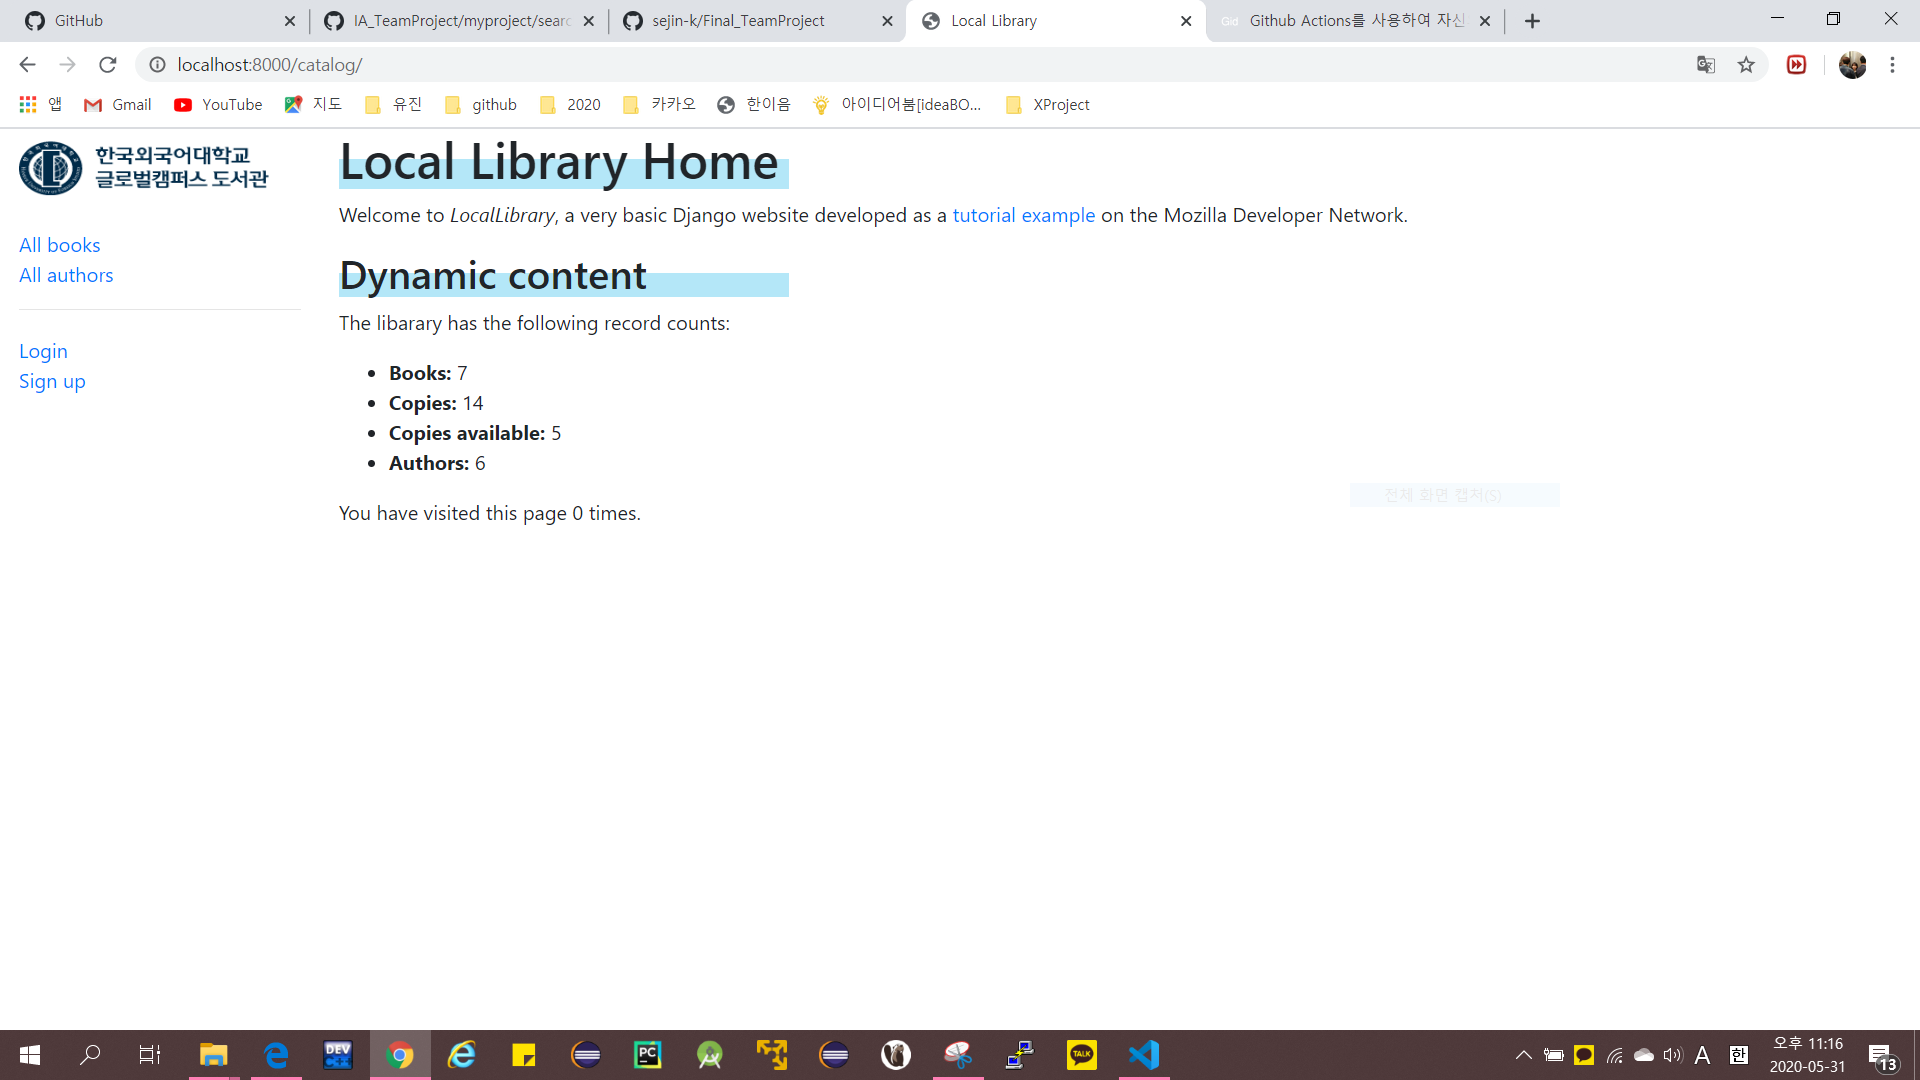 GitHub
IA_TeamProject/myproject/searc
sejin-k/Final_TeamProject
Local Library
Gid Github Actions를 사용하여 자신
localhost:8000/catalog/
앱
Gmail
YouTube
지도
유진
github
2020
카카오
한이음
아이디어봄[ideaBO...
XProject
한국외국어대학교
글로벌캠퍼스 도서관
All books
All authors
Login
Sign up
Local Library Home
Welcome to LocalLibrary, a very basic Django website developed as a tutorial example on the Mozilla Developer Network.
Dynamic content
The libarary has the following record counts:
• Books: 7
• Copies: 14
• Copies available: 5
• Authors: 6
You have visited this page 0 times.
전체 화면 캡처(S)
DEV
C++
PC
TALK
A
한
오후 11:16
2020-05-31
13